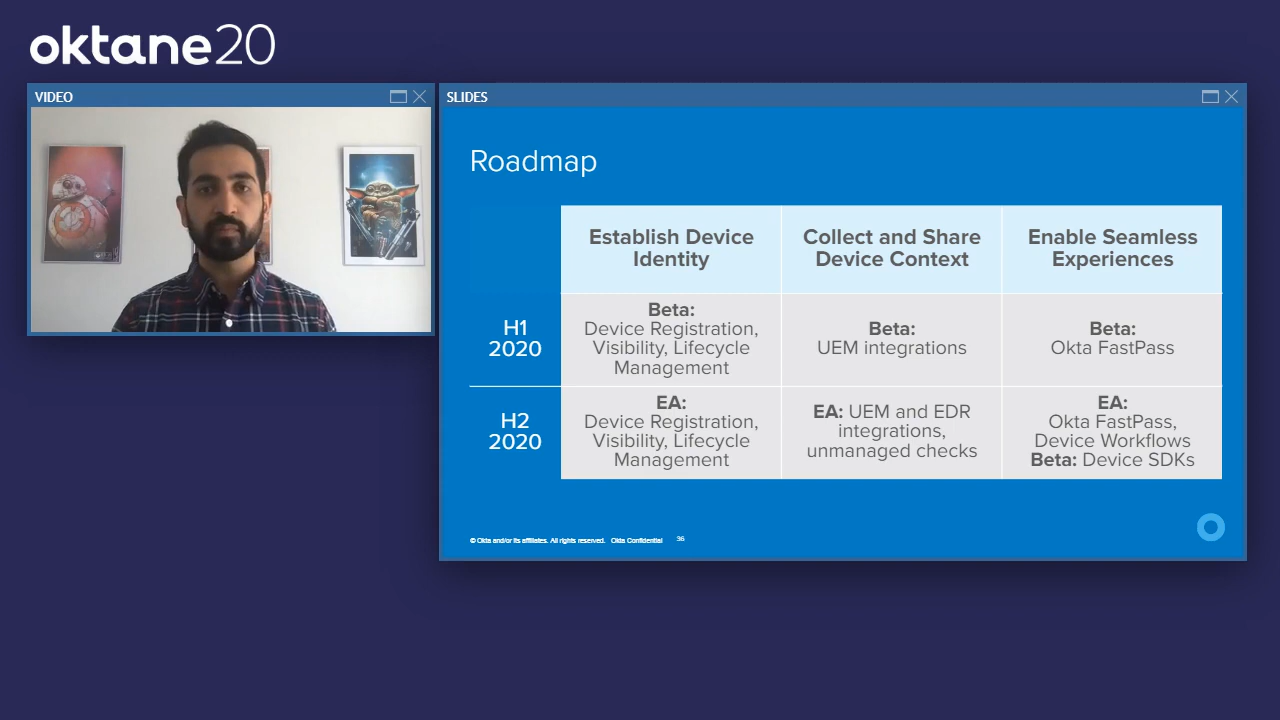 oktane20
VIDEO
SLIDES
Roadmap
Establish Device
Identity
Collect and Share
Device Context
Enable Seamless
Experiences
H1
2020
Beta:
Device Registration,
Visibility, Lifecycle
Management
Beta:
UEM integrations
Beta:
Okta FastPass
H2
2020
EA:
Device Registration,
Visibility, Lifecycle
Management
EA: UEM and EDR
integrations,
unmanaged checks
EA:
Okta FastPass,
Device Workflows
Beta: Device SDKs
© Okta and/or its affiliates. All rights reserved. Okta Confidential 36